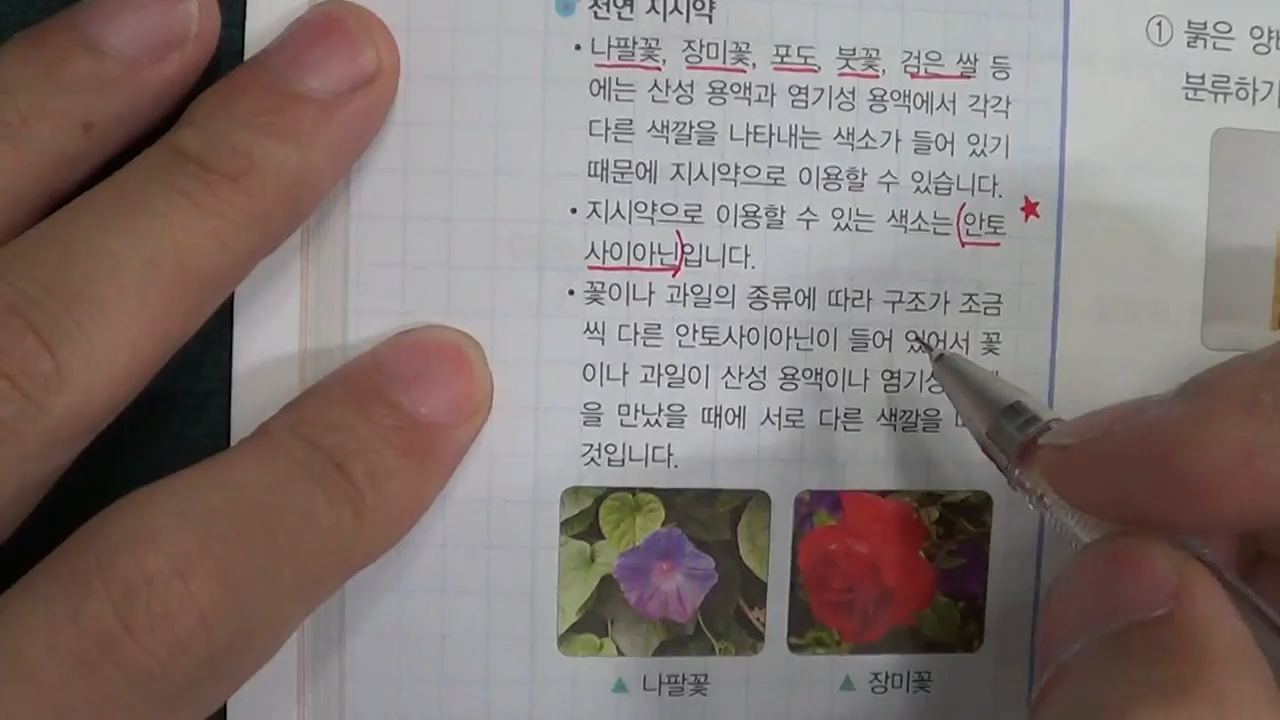 천연 지시약
• 나팔꽃, 장미꽃, 포도, 붓꽃, 검은 쌀 등
에는 산성 용액과 염기성 용액에서 각각
다른 색깔을 나타내는 색소가 들어 있기
때문에 지시약으로 이용할 수 있습니다.
• 지시약으로 이용할 수 있는 색소는 (안토
사이아닌)입니다.
• 꽃이나 과일의 종류에 따라 구조가 조금
씩 다른 안토사이아닌이 들어 있어서 꽃
이나 과일이 산성 용액이나 염기성
을 만났을 때에 서로 다른 색깔을
것입니다.
▲ 나팔꽃
▲ 장미꽃
① 붉은
분류하기